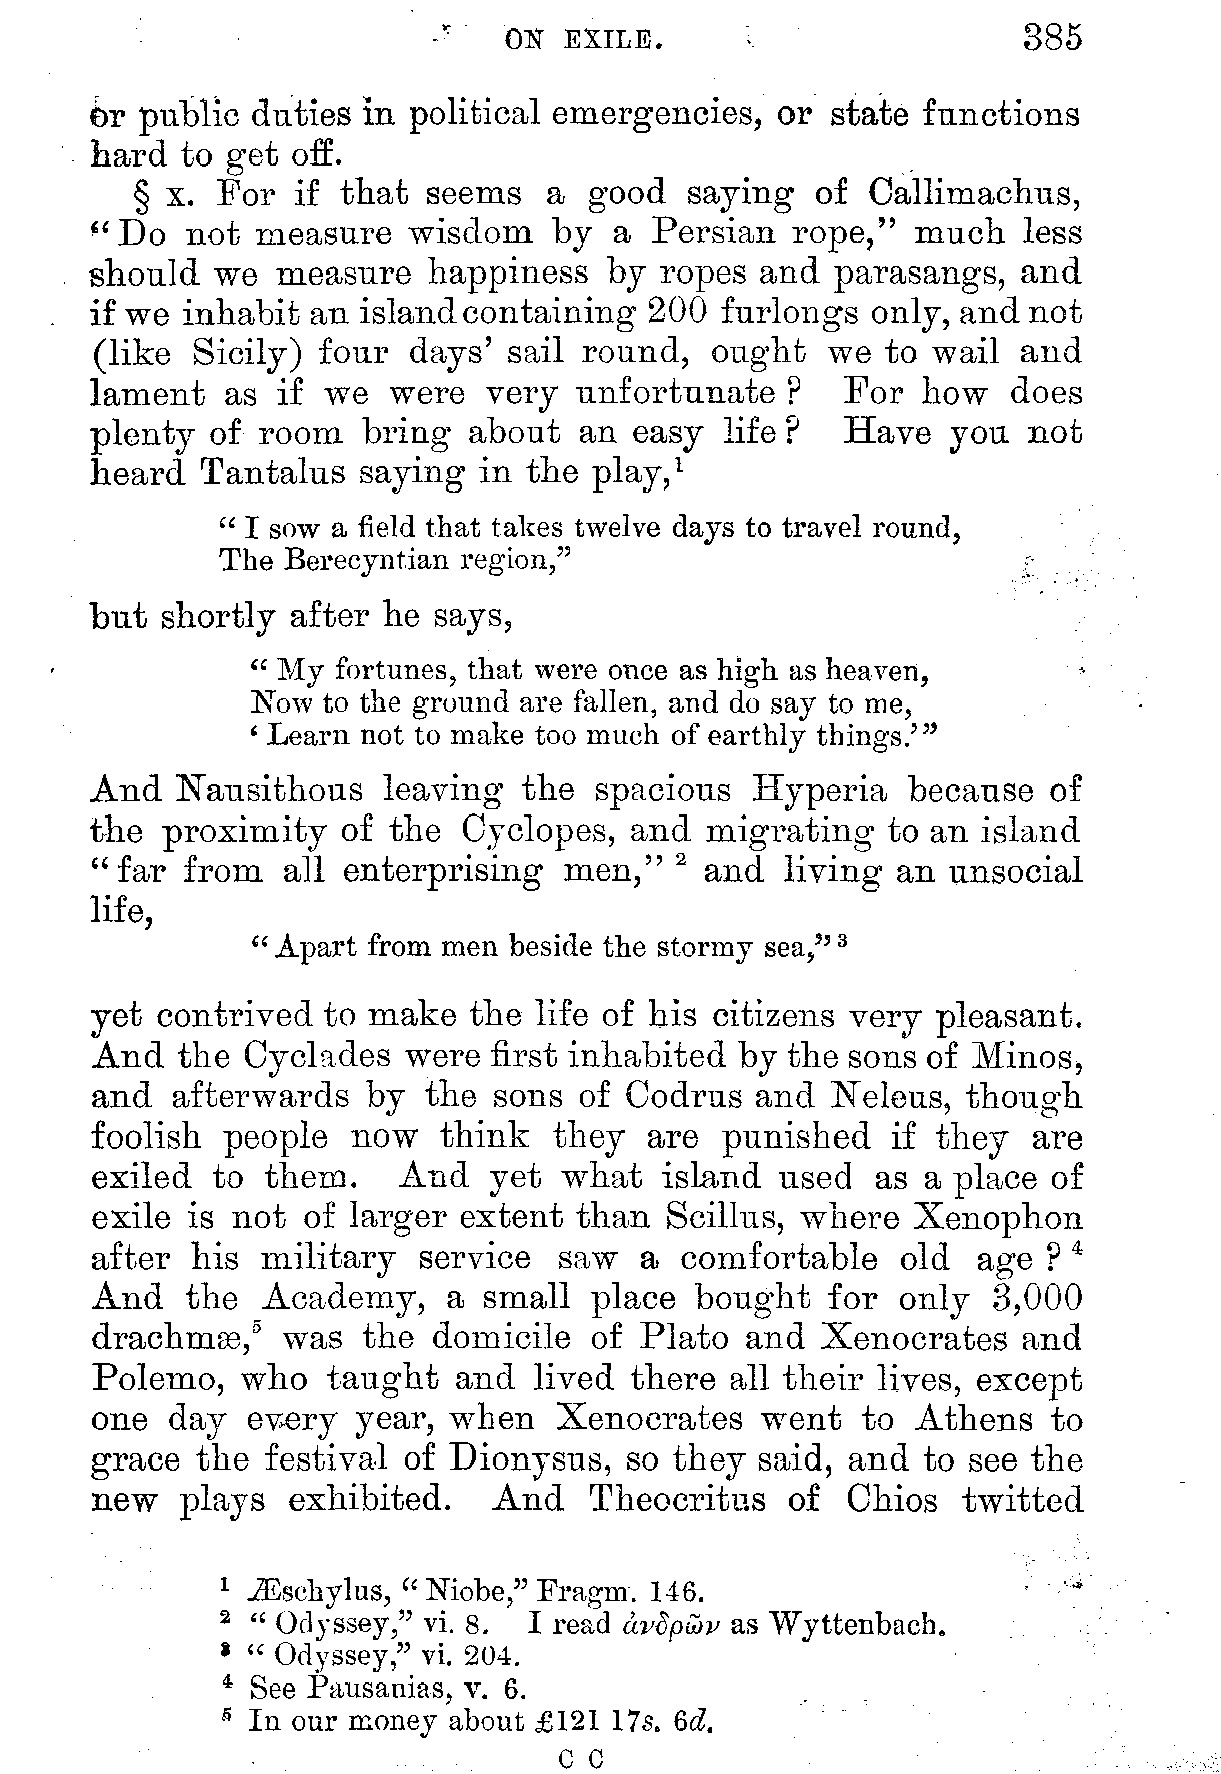 ON EXILE. 385
or public duties in political emergencies, or state functions
hard to get off.
§ x. For if that seems a good saying of Callimachus,
“Do not measure wisdom by a Persian rope,” much less
should we measure happiness by ropes and parasangs, and
if we inhabit an island containing 200 furlongs only, and not
(like Sicily) four days’ sail round, ought we to wail and
lament as if we were very unfortunate? For how does
plenty of room bring about an easy life? Have you not
heard Tantalus saying in the play,¹
“I sow a field that takes twelve days to travel round,
The Berecyntian region,”
but shortly after he says,
“My fortunes, that were once as high as heaven,
Now to the ground are fallen, and do say to me,
‘Learn not to make too much of earthly things.’”
And Nausithous leaving the spacious Hyperia because of
the proximity of the Cyclopes, and migrating to an island
“far from all enterprising men,”² and living an unsocial
life,
“Apart from men beside the stormy sea,”³
yet contrived to make the life of his citizens very pleasant.
And the Cyclades were first inhabited by the sons of Minos,
and afterwards by the sons of Codrus and Neleus, though
foolish people now think they are punished if they are
exiled to them. And yet what island used as a place of
exile is not of larger extent than Scillus, where Xenophon
after his military service saw a comfortable old age?⁴
And the Academy, a small place bought for only 3,000
drachmæ,⁵ was the domicile of Plato and Xenocrates and
Polemo, who taught and lived there all their lives, except
one day every year, when Xenocrates went to Athens to
grace the festival of Dionysus, so they said, and to see the
new plays exhibited. And Theocritus of Chios twitted
¹ Æschylus, “Niobe,” Fragm. 146.
² “Odyssey,” vi. 8. I read ἀνδρῶν as Wyttenbach.
³ “Odyssey,” vi. 204.
⁴ See Pausanias, v. 6.
⁵ In our money about £121 17s. 6d.
C C